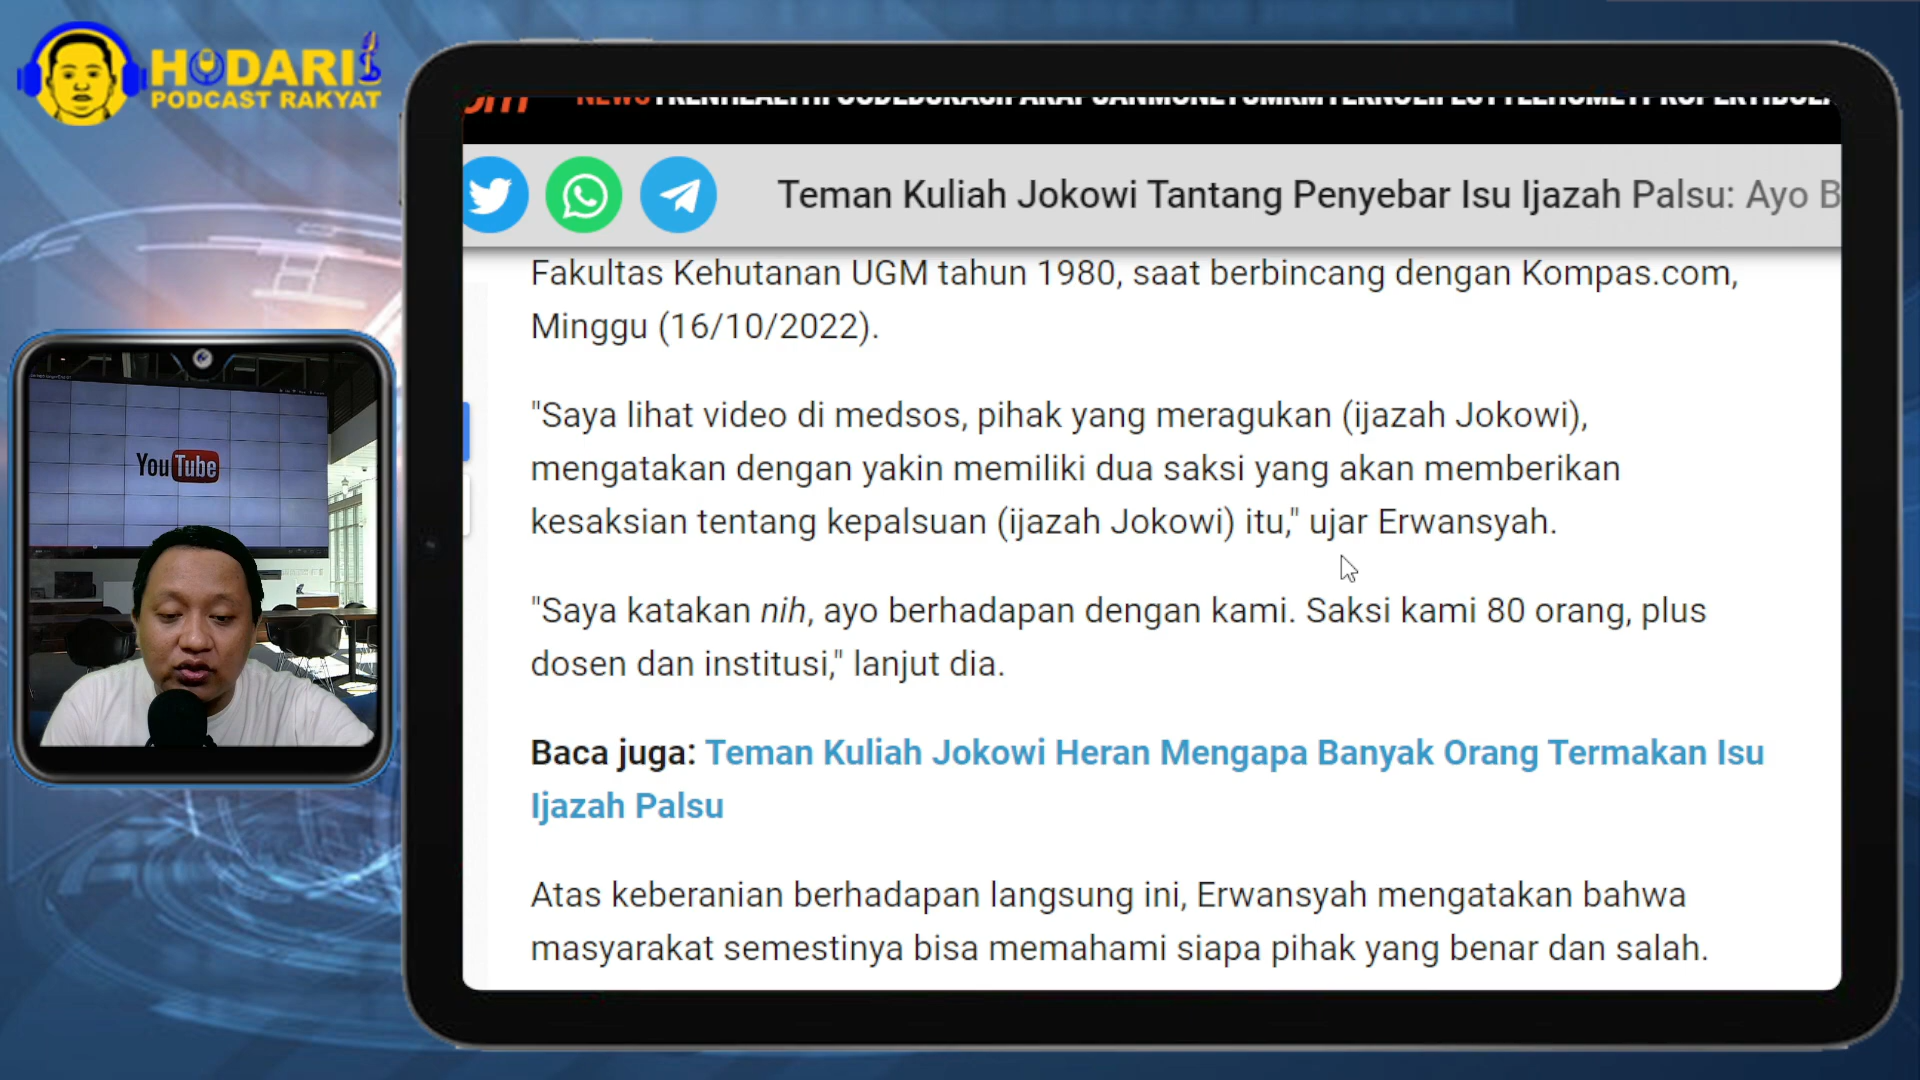 HODARI
PODCAST RAKYAT
YouTube
NEWS
Teman Kuliah Jokowi Tantang Penyebar Isu Ijazah Palsu: Ayo B
Fakultas Kehutanan UGM tahun 1980, saat berbincang dengan Kompas.com,
Minggu (16/10/2022).
"Saya lihat video di medsos, pihak yang meragukan (ijazah Jokowi),
mengatakan dengan yakin memiliki dua saksi yang akan memberikan
kesaksian tentang kepalsuan (ijazah Jokowi) itu," ujar Erwansyah.
"Saya katakan nih, ayo berhadapan dengan kami. Saksi kami 80 orang, plus
dosen dan institusi," lanjut dia.
Baca juga: Teman Kuliah Jokowi Heran Mengapa Banyak Orang Termakan Isu
Ijazah Palsu
Atas keberanian berhadapan langsung ini, Erwansyah mengatakan bahwa
masyarakat semestinya bisa memahami siapa pihak yang benar dan salah.